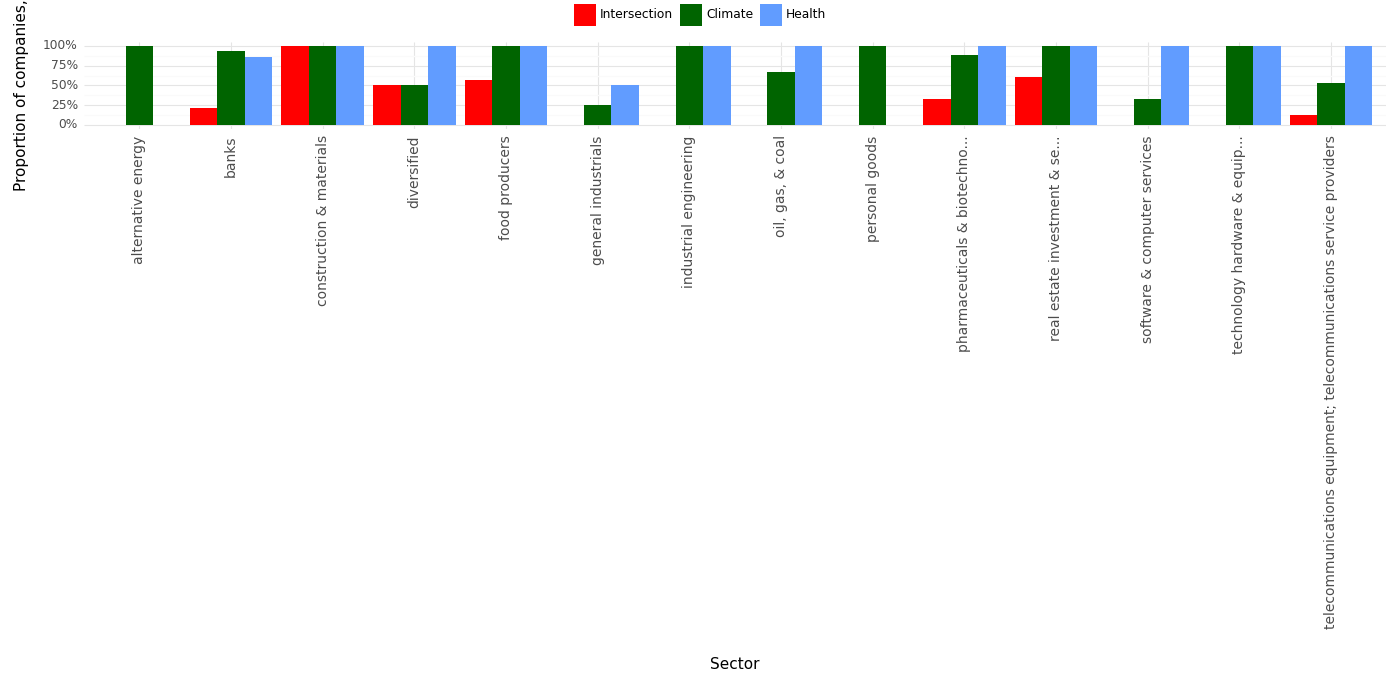 Intersection Climate Health
Proportion of companies,
100%
75%
50%
25%
0%
alternative energy
banks
construction & materials
diversified
food producers
general industrials
industrial engineering
oil, gas, & coal
personal goods
pharmaceuticals & biotechno...
real estate investment & se...
software & computer services
technology hardware & equip...
telecommunications equipment; telecommunications service providers
Sector